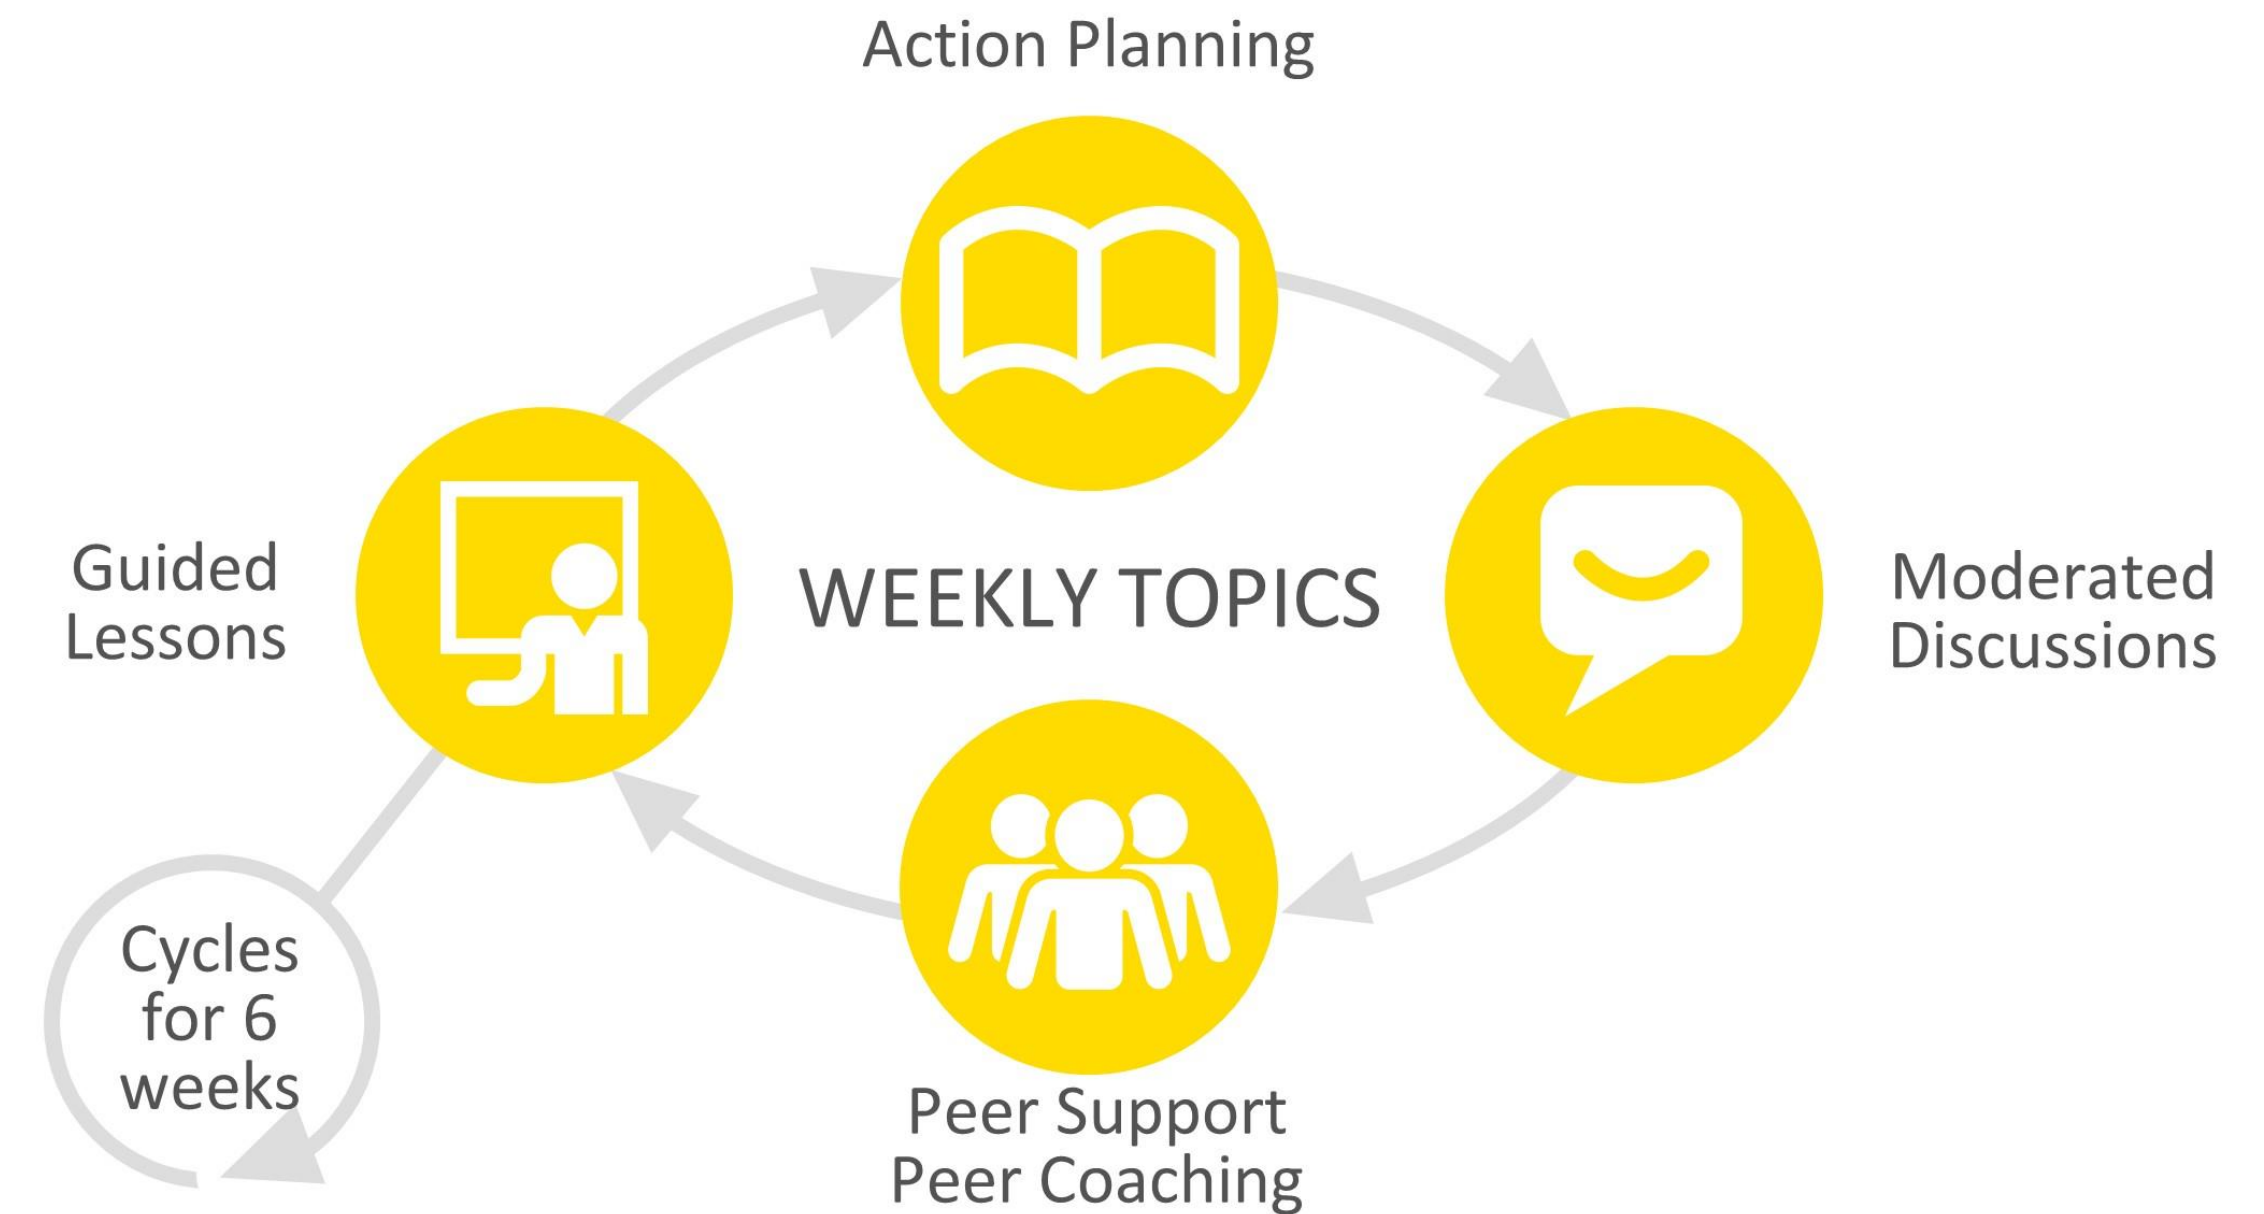 Action Planning
Guided
Lessons
WEEKLY TOPICS
Moderated
Discussions
Cycles
for 6
weeks
Peer Support
Peer Coaching